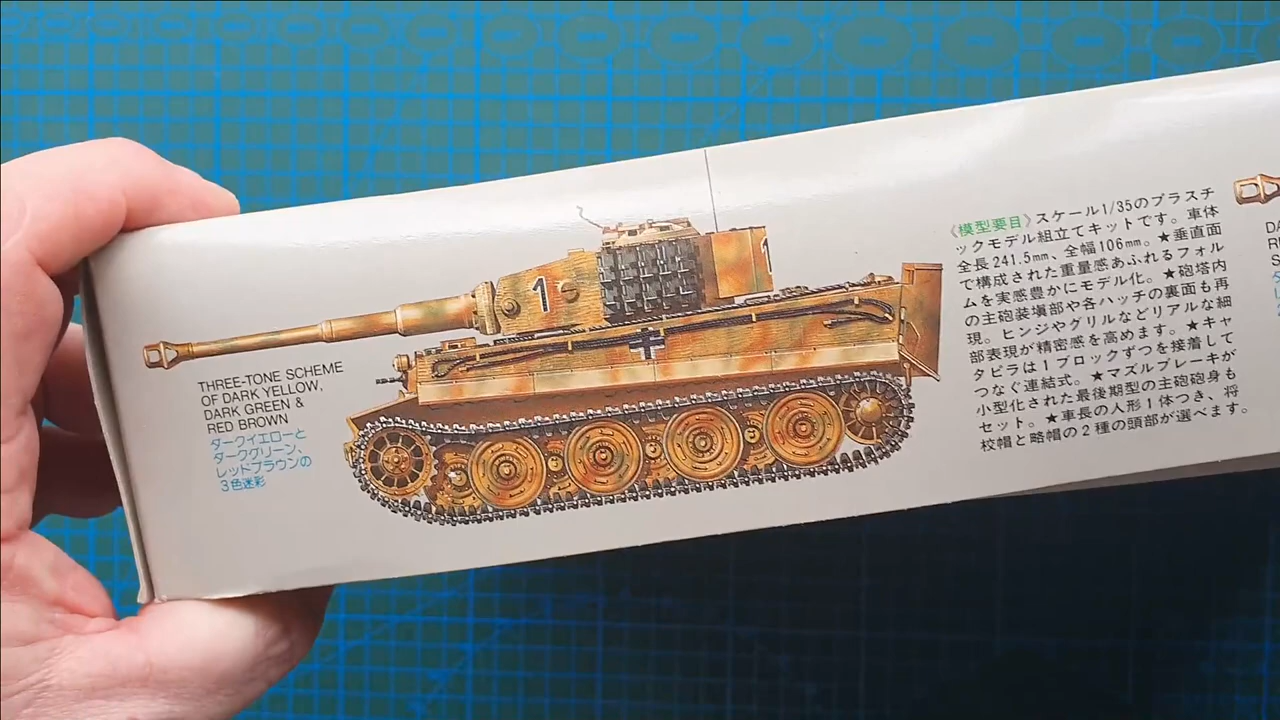 THREE-TONE SCHEME
OF DARK YELLOW,
DARK GREEN &
RED BROWN
ダークイエローと
ダークグリーン、
レッドブラウンの
3色迷彩
1
《模型要目》スケール1/35のプラスチ
ックモデル組立てキットです。車体
全長241.5mm、全幅106mm。★垂直面
で構成された重量感あふれるフォル
ムを実感豊かにモデル化。★砲塔内
の主砲装塡部や各ハッチの裏面も再
現。ヒンジやグリルなどリアルな細
部表現が精密感を高めます。★キャ
タピラは1ブロックずつを接着して
つなぐ連結式。★マズルブレーキが
小型化された最後期型の主砲砲身も
セット。★車長の人形1体つき、将
校帽と略帽の2種の頭部が選べます。